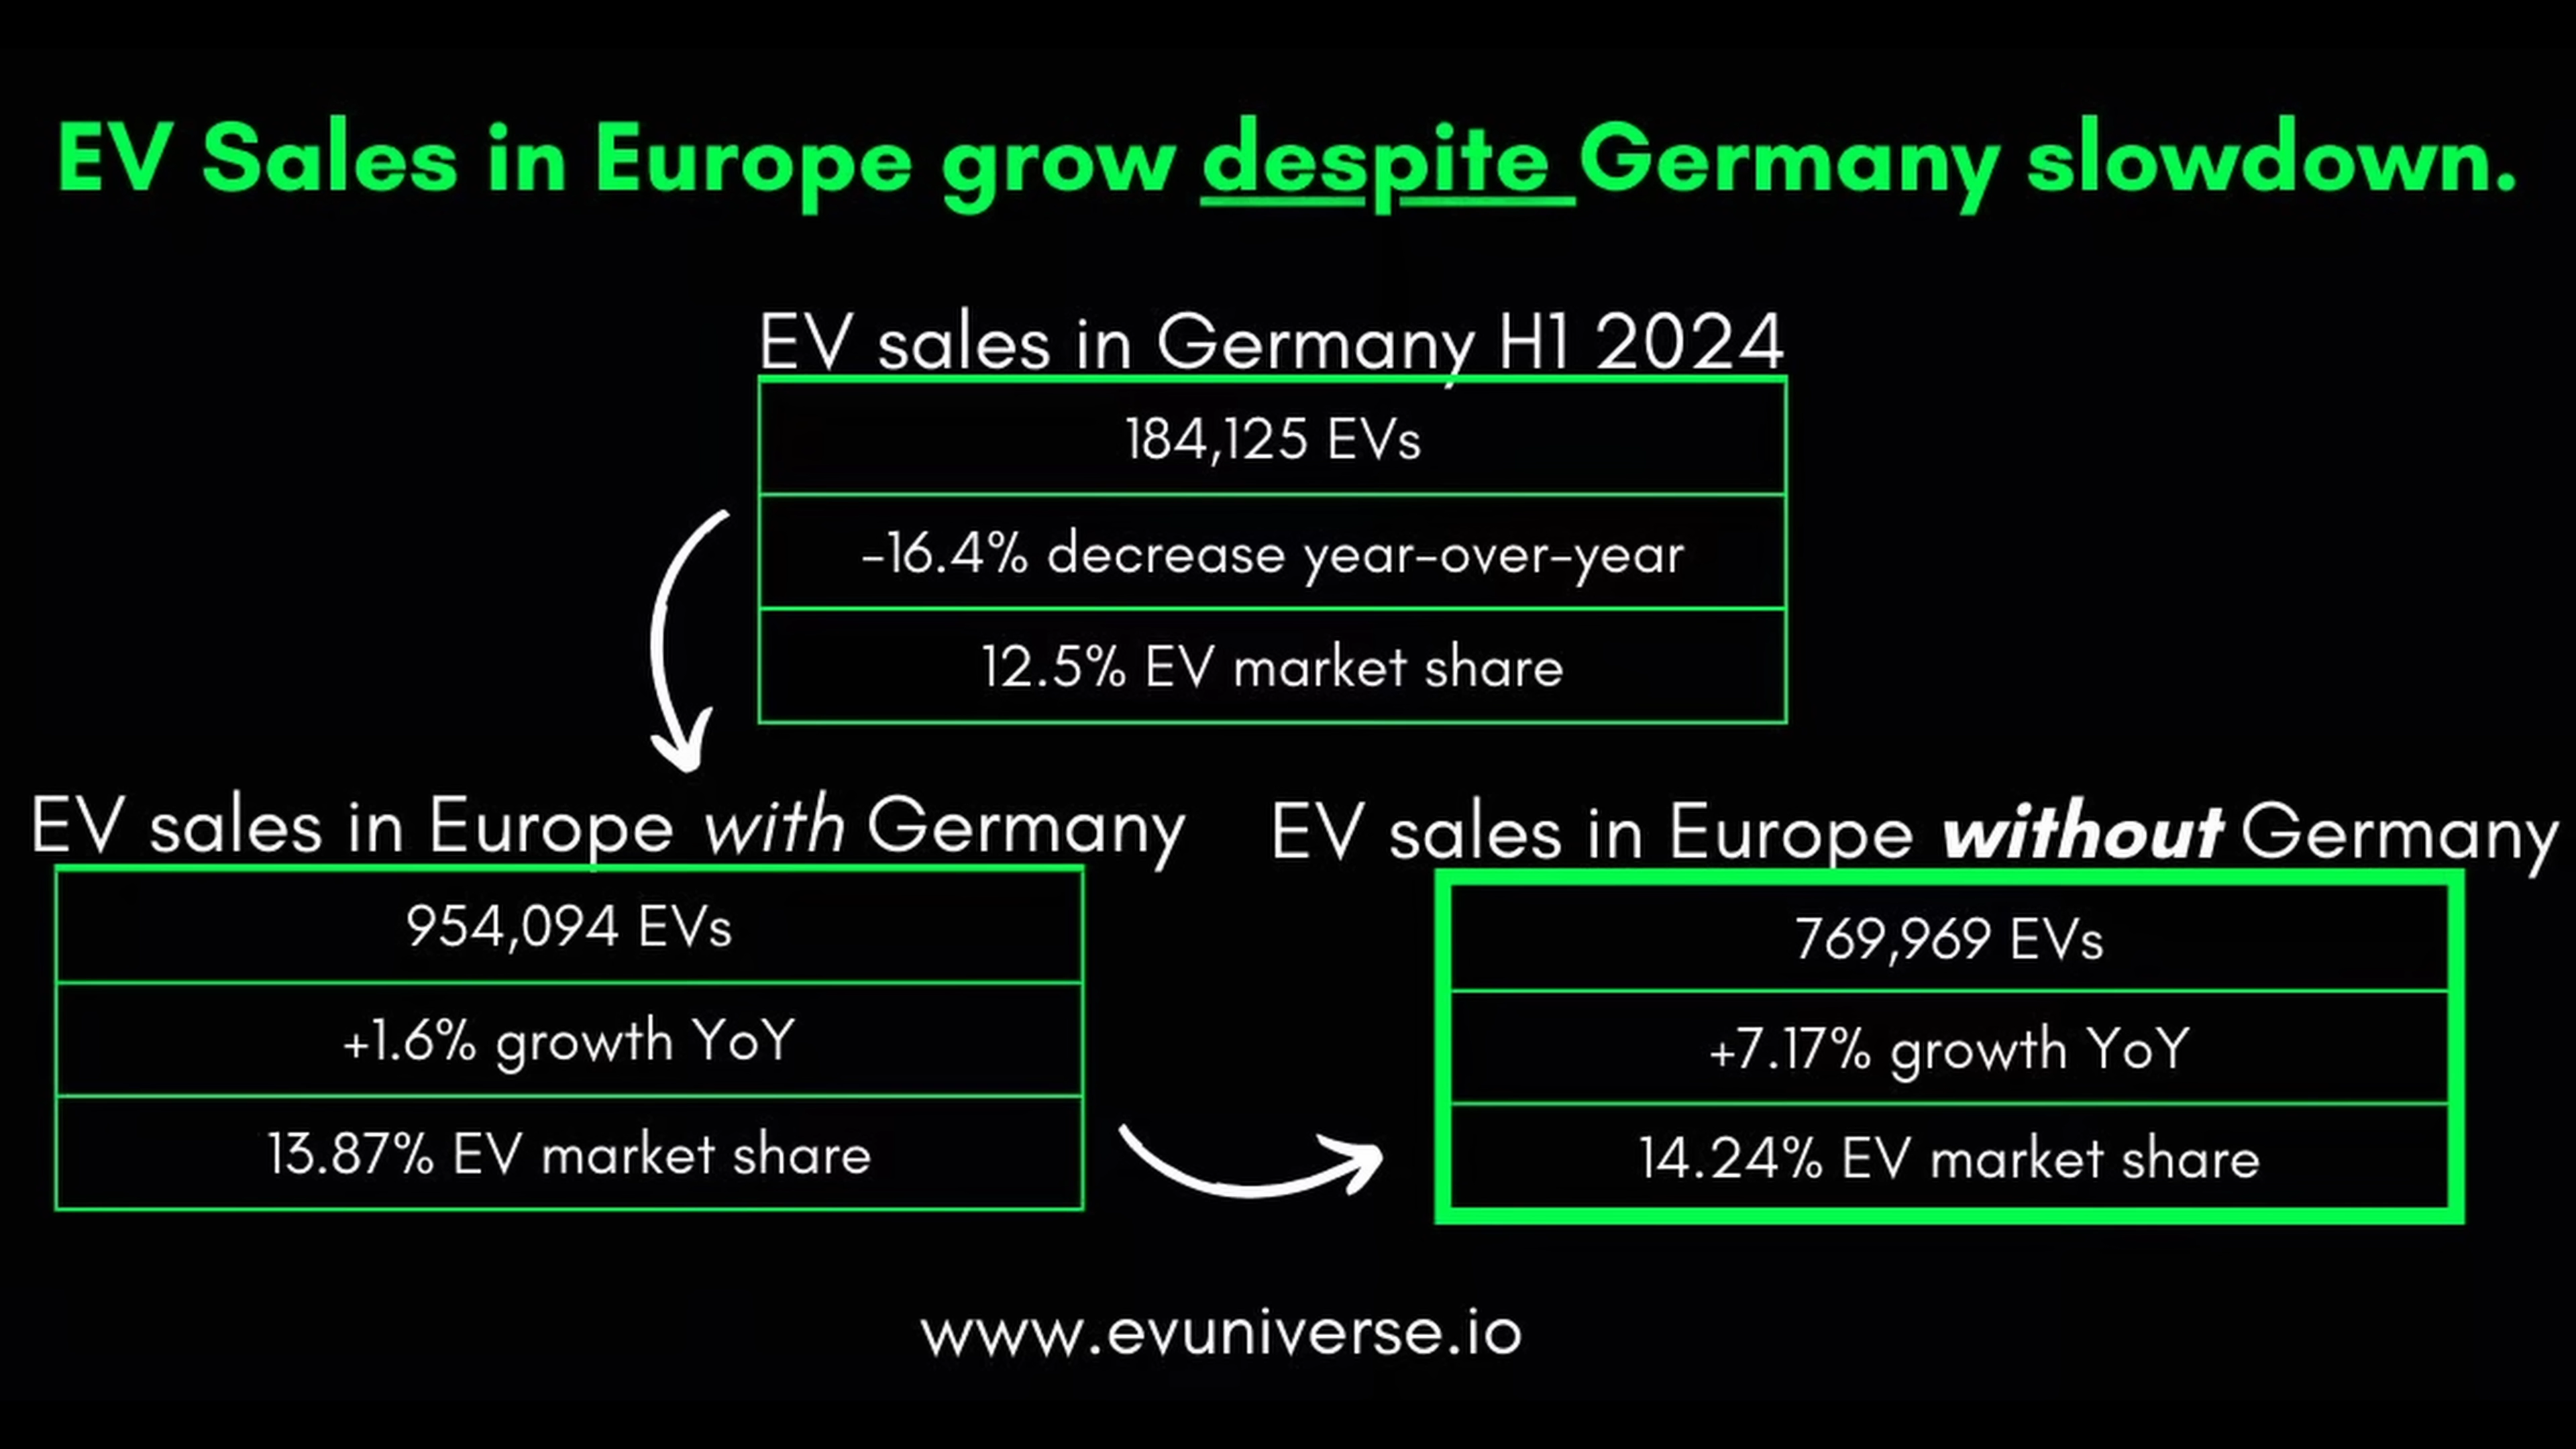 EV Sales in Europe grow despite Germany slowdown.
EV sales in Germany H1 2024
184,125 EVs
-16.4% decrease year-over-year
12.5% EV market share
EV sales in Europe with Germany
954,094 EVs
+1.6% growth YoY
13.87% EV market share
EV sales in Europe without Germany
769,969 EVs
+7.17% growth YoY
14.24% EV market share
www.evuniverse.io